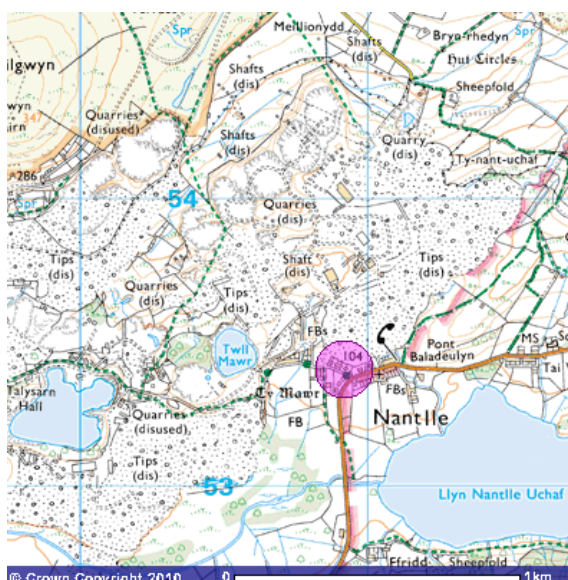 Spr
Meillionydd
Shafts
(dis)
Bryn-rhedyn
Hut Circles
Sheepfold
ilgwyn
Shafts
(dis)
347
Quarries
(disused)
Shafts
(dis)
Quarry
(dis)
Ty-nant-uchaf
286
Spr
54
Quarries
(dis)
Tips
(dis)
Shaft
(dis)
Tips
(dis)
Quarries
(dis)
Tips
(dis)
FBs
Twll
Mawr
104
Pont
Baladeulyn
MS
Tai
Talysarn
Hall
Ty Mawr
FBs
Quarries
(disused)
FB
Nantlle
Tips
(dis)
53
Llyn Nantlle Uchaf
Ffridd
Sheepfold
© Crown Copyright 2010
0
1km